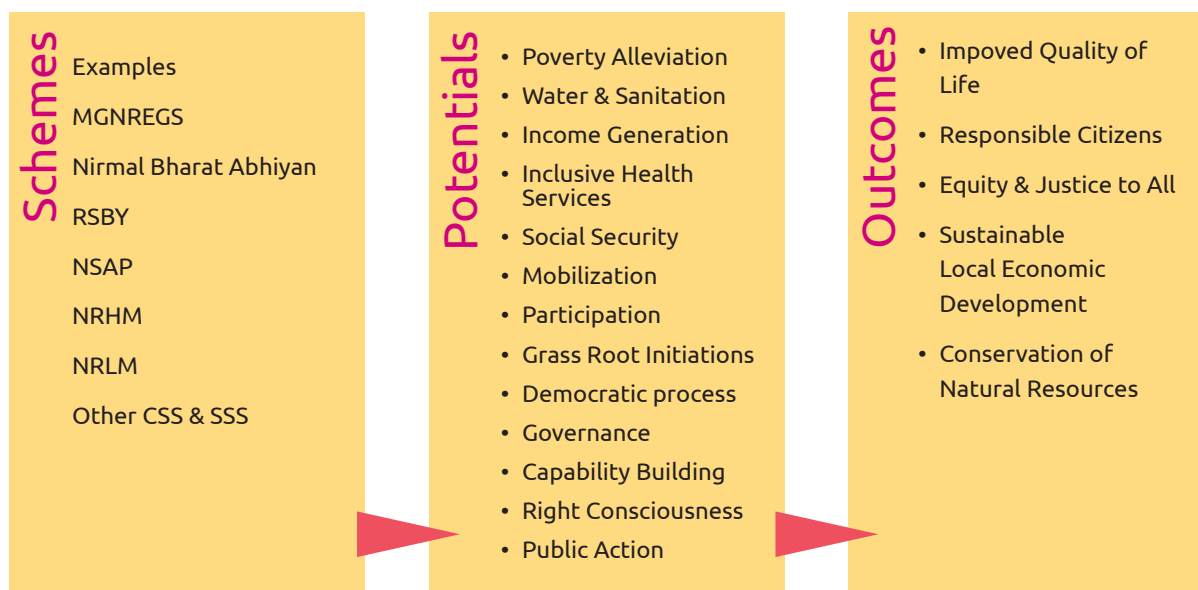 Schemes
Examples
MGNREGS
Nirmal Bharat Abhiyan
RSBY
NSAP
NRHM
NRLM
Other CSS & SSS
Potentials
• Poverty Alleviation
• Water & Sanitation
• Income Generation
• Inclusive Health
Services
• Social Security
• Mobilization
• Participation
• Grass Root Initiations
• Democratic process
• Governance
• Capability Building
• Right Consciousness
• Public Action
Outcomes
• Impoved Quality of
Life
• Responsible Citizens
• Equity & Justice to All
• Sustainable
Local Economic
Development
• Conservation of
Natural Resources